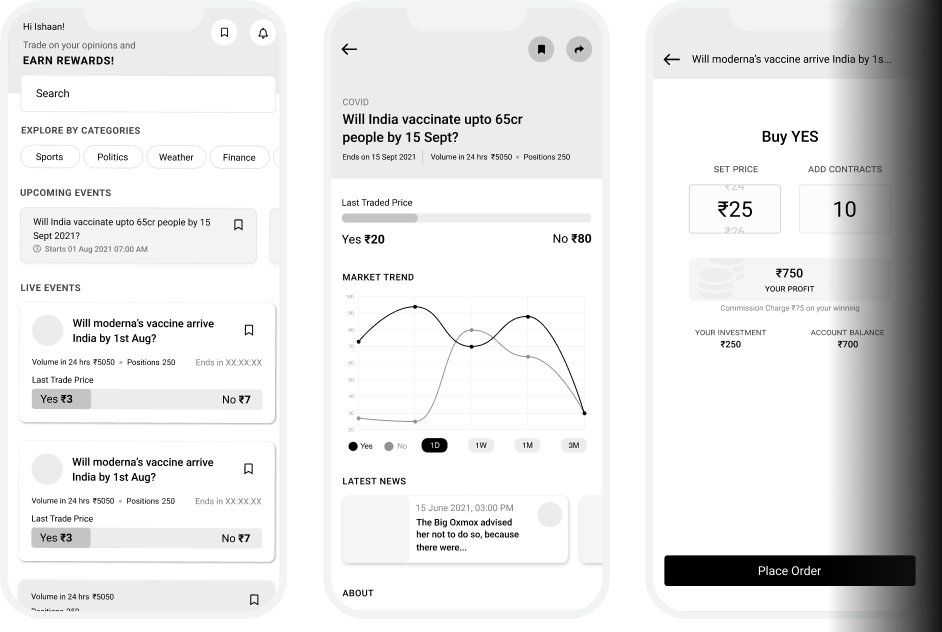 Hi Ishaan!
Trade on your opinions and
EARN REWARDS!
Search
EXPLORE BY CATEGORIES
Sports
Politics
Weather
Finance
UPCOMING EVENTS
Will India vaccinate upto 65cr people by 15
Sept 2021?
Starts 01 Aug 2021 07:00 AM
LIVE EVENTS
Will moderna's vaccine arrive
India by 1st Aug?
Volume in 24 hrs ₹5050 Positions 250 Ends in XX:XX:XX
Last Trade Price
Yes ₹3 No ₹7
Will moderna's vaccine arrive
India by 1st Aug?
Volume in 24 hrs ₹5050 Positions 250 Ends in XX:XX:XX
Last Trade Price
Yes ₹3 No ₹7
Volume in 24 hrs ₹5050
Positions 250
COVID
Will India vaccinate upto 65cr
people by 15 Sept?
Ends on 15 Sept 2021 Volume in 24 hrs ₹5050 Positions 250
Last Traded Price
Yes ₹20 No ₹80
MARKET TREND
100
90
80
70
60
50
40
30
20
Yes No 1D 1W 1M 3M
LATEST NEWS
15 June 2021, 03:00 PM
The Big Oxmox advised
her not to do so, because
there were...
ABOUT
Will moderna's vaccine arrive India by 1s...
Buy YES
SET PRICE ADD CONTRACTS
₹24
₹25 10
₹26
₹750
YOUR PROFIT
Commission Charge ₹75 on your winning
YOUR INVESTMENT ACCOUNT BALANCE
₹250 ₹700
Place Order